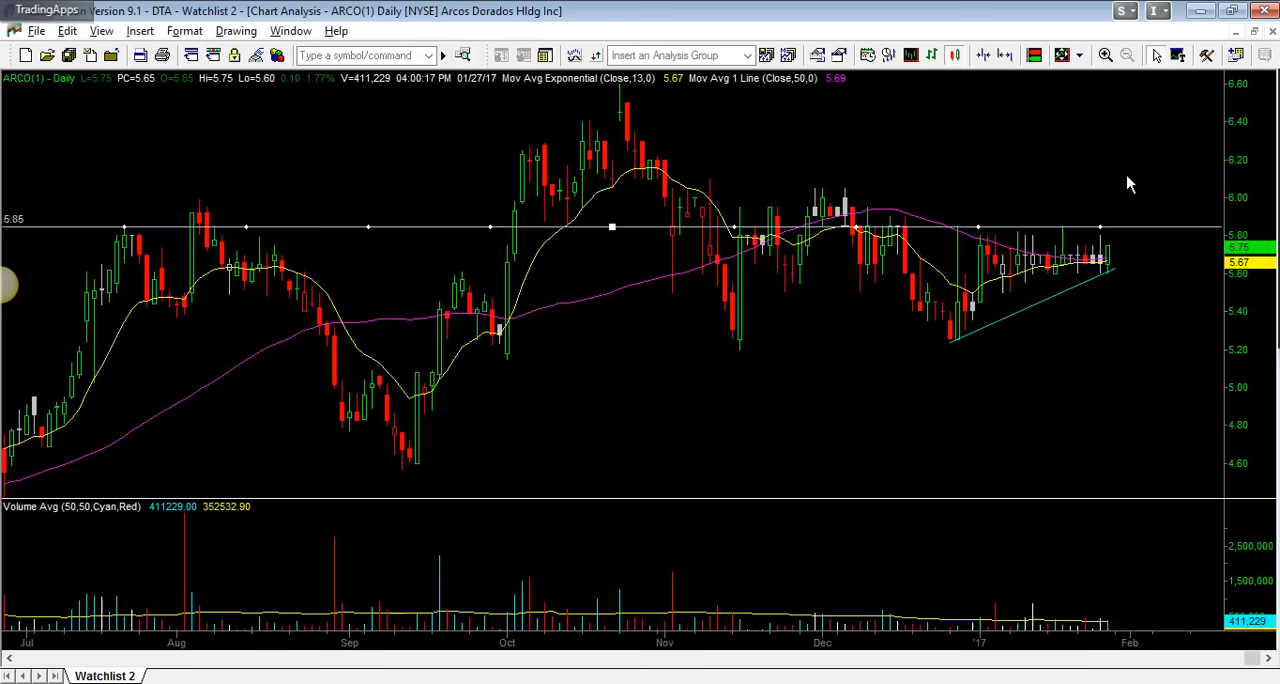 TradingApps n Version 9.1 - DTA - Watchlist 2 - [Chart Analysis - ARCO(1) Daily [NYSE] Arcos Dorados Hldg Inc]
S I
File Edit View Insert Format Drawing Window Help
Type a symbol/command Insert an Analysis Group
ARCO(1) - Daily L=5.75 PC=5.65 O=5.65 Hi=5.75 Lo=5.60 0.10 1.77% V=411,229 04:00:17 PM 01/27/17 Mov Avg Exponential (Close,13,0) 5.67 Mov Avg 1 Line (Close,50,0) 5.69
6.60
6.40
6.20
6.00
5.85
5.80
5.75
5.67
5.60
5.40
5.20
5.00
4.80
4.60
Volume Avg (50,50,Cyan,Red) 411229.00 352532.90
2,500,000
1,500,000
411,229
Jul Aug Sep Oct Nov Dec '17 Feb
Watchlist 2